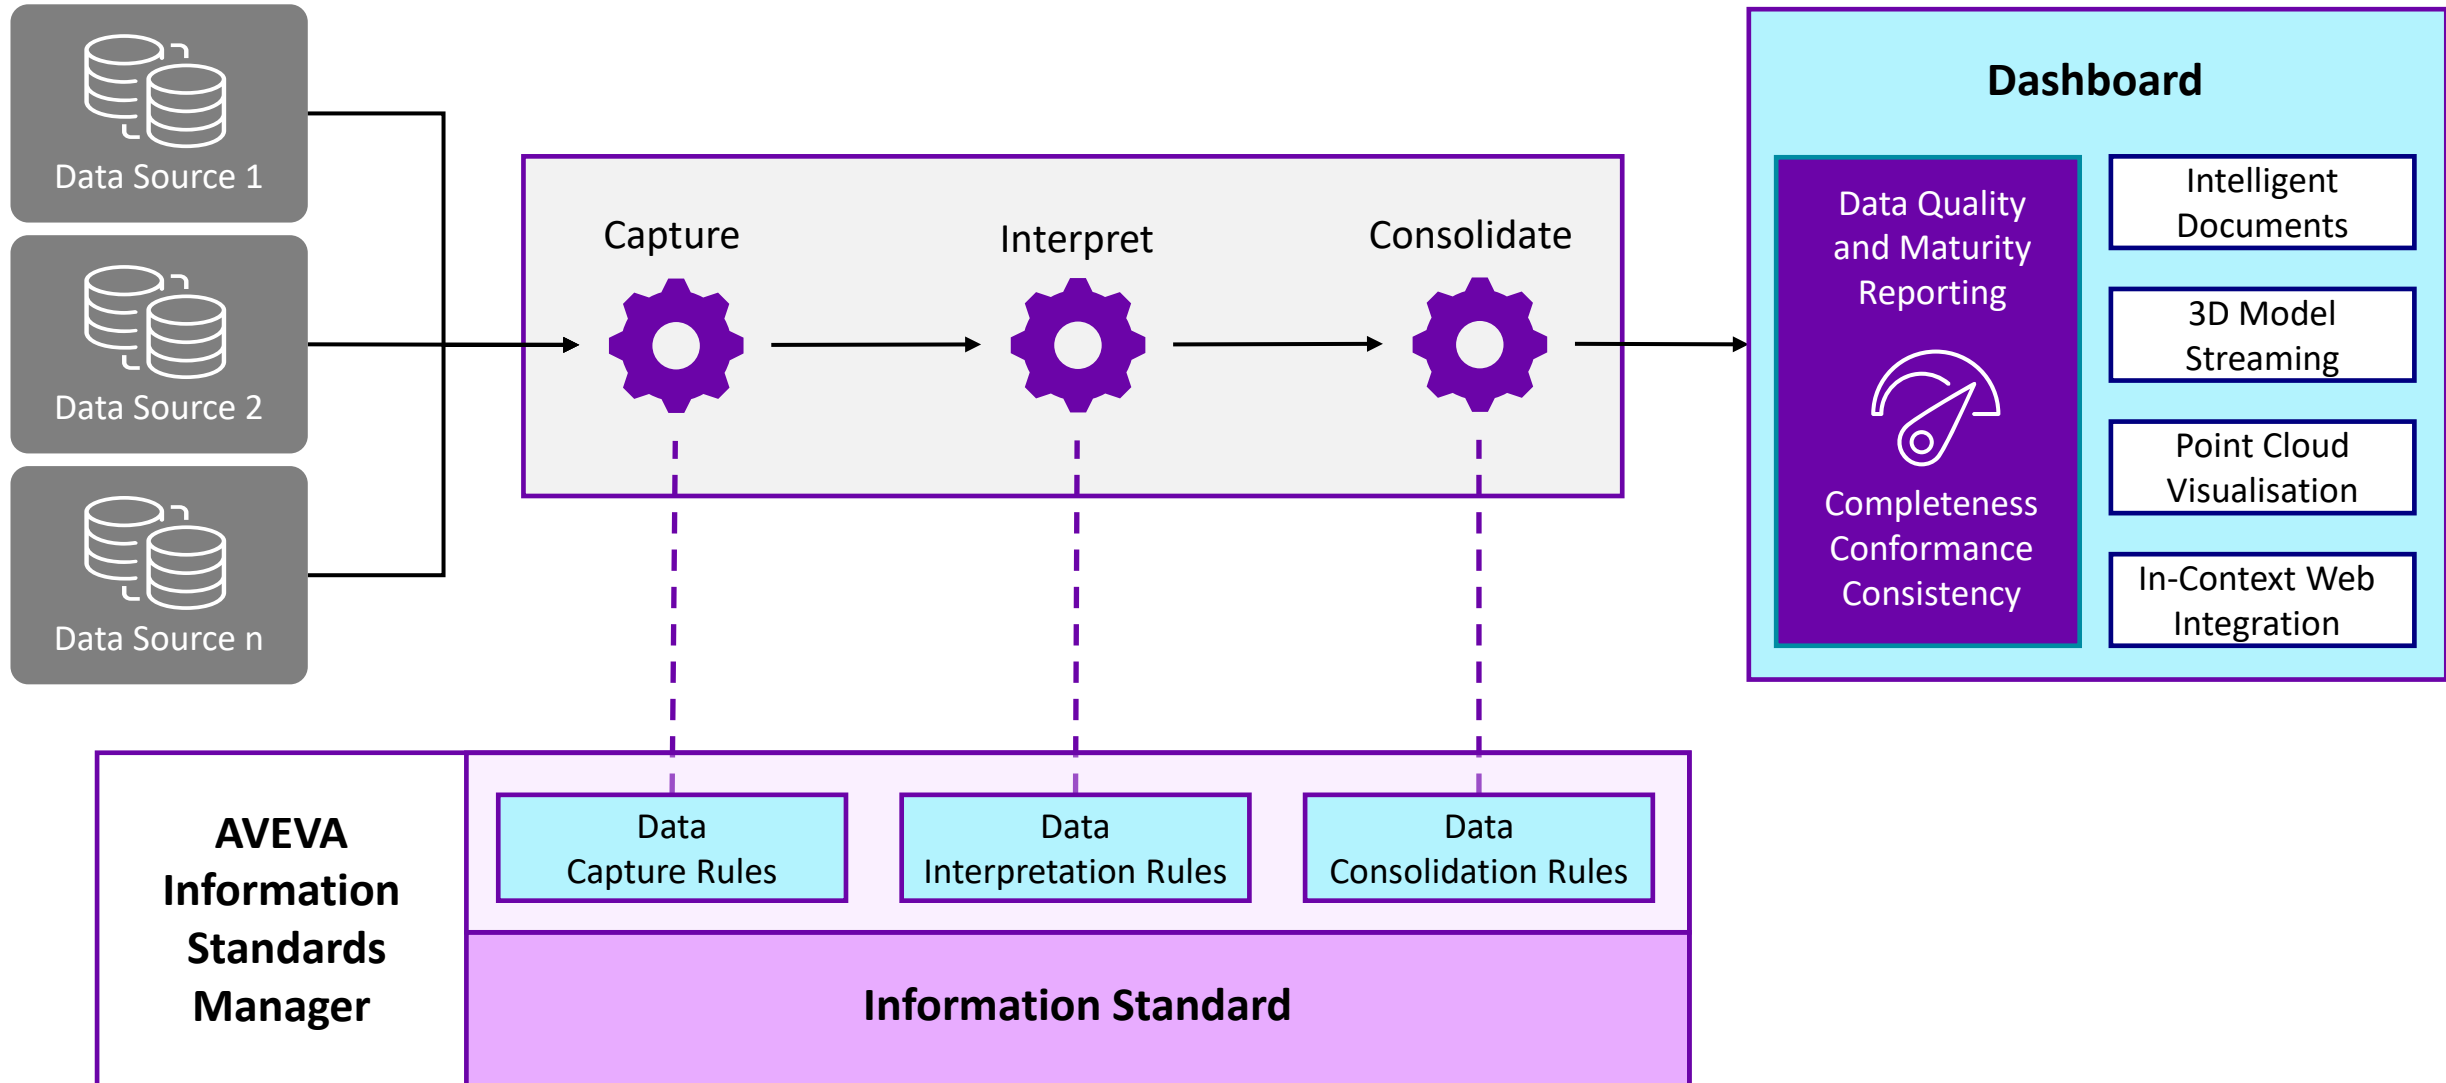 Data Source 1
Data Source 2
Data Source n
Capture
Interpret
Consolidate
Dashboard
Data Quality
and Maturity
Reporting
Completeness
Conformance
Consistency
Intelligent
Documents
3D Model
Streaming
Point Cloud
Visualisation
In-Context Web
Integration
AVEVA
Information
Standards
Manager
Data
Capture Rules
Data
Interpretation Rules
Data
Consolidation Rules
Information Standard